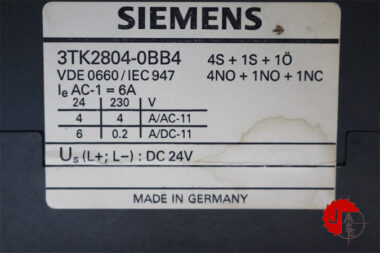 SIEMENS
3TK2804-0BB4 4S + 1S + 1Ö
VDE 0660/IEC 947 4NO + 1NO + 1NC
Ie AC-1 = 6A
24 230 V
4 4 A/AC-11
6 0.2 A/DC-11
Us (L+; L-) : DC 24V
MADE IN GERMANY